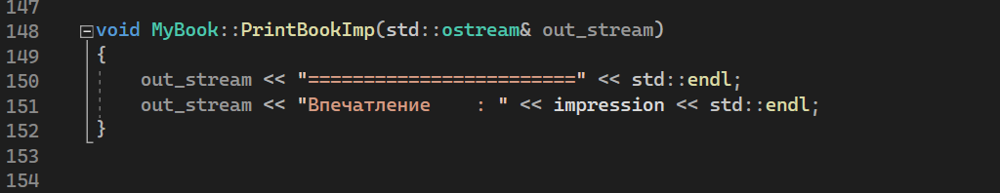 147
148 void MyBook::PrintBookImp(std::ostream& out_stream)
149 {
150 out_stream << "========================" << std::endl;
151 out_stream << "Впечатление    : " << impression << std::endl;
152 }
153
154